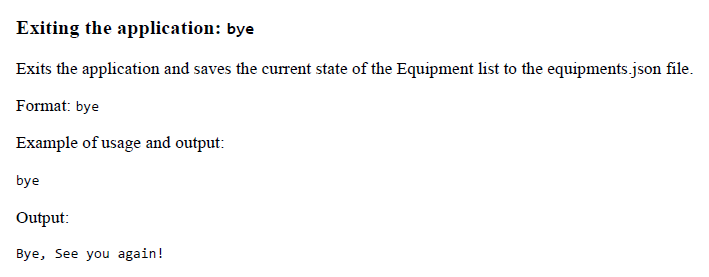 Exiting the application: bye
Exits the application and saves the current state of the Equipment list to the equipments.json file.
Format: bye
Example of usage and output:
bye
Output:
Bye, See you again!